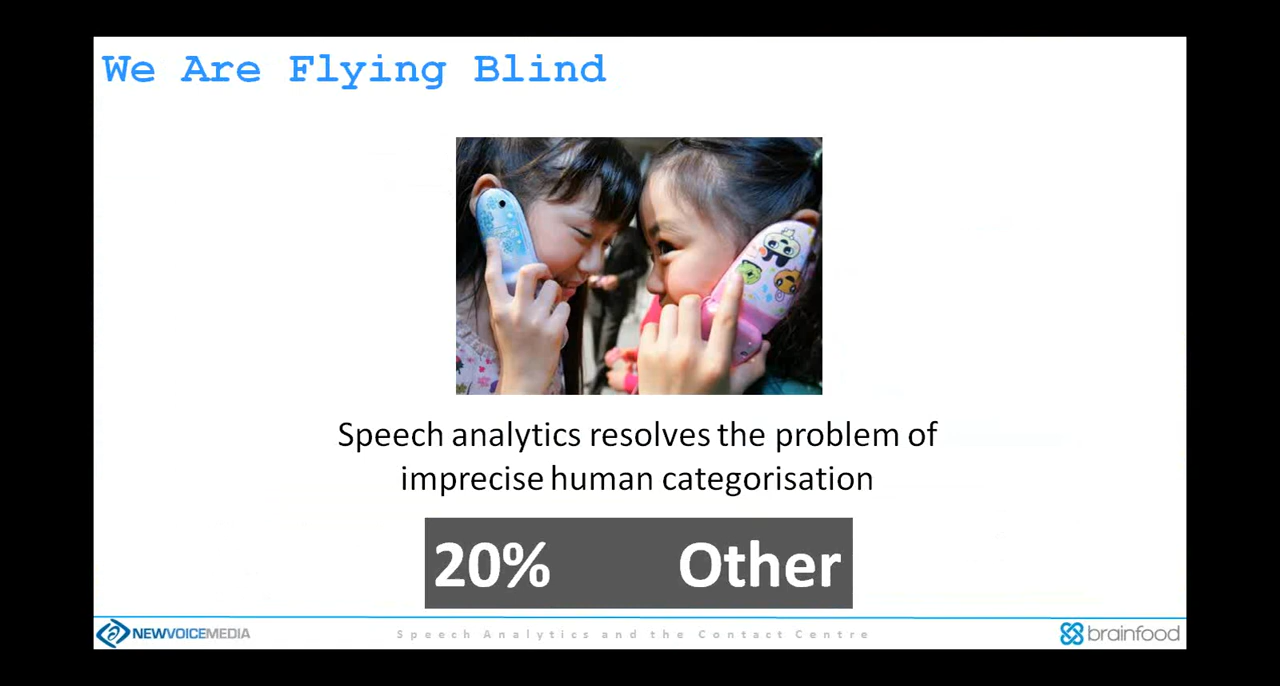 We Are Flying Blind
Speech analytics resolves the problem of
imprecise human categorisation
20% Other
NEWVOICEMEDIA
Speech Analytics and the Contact Centre
brainfood